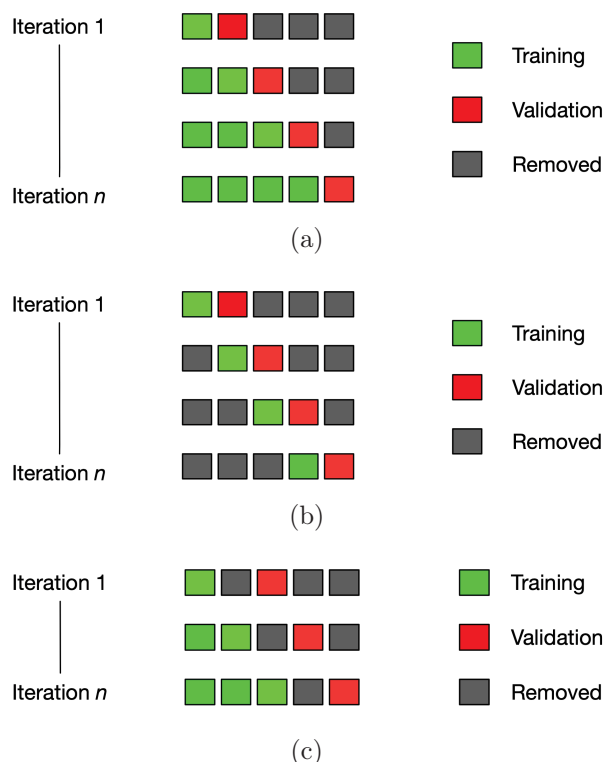 Iteration 1
Training
Validation
Removed
Iteration n
(a)
Iteration 1
Training
Validation
Removed
Iteration n
(b)
Iteration 1
Training
Validation
Iteration n
Removed
(c)